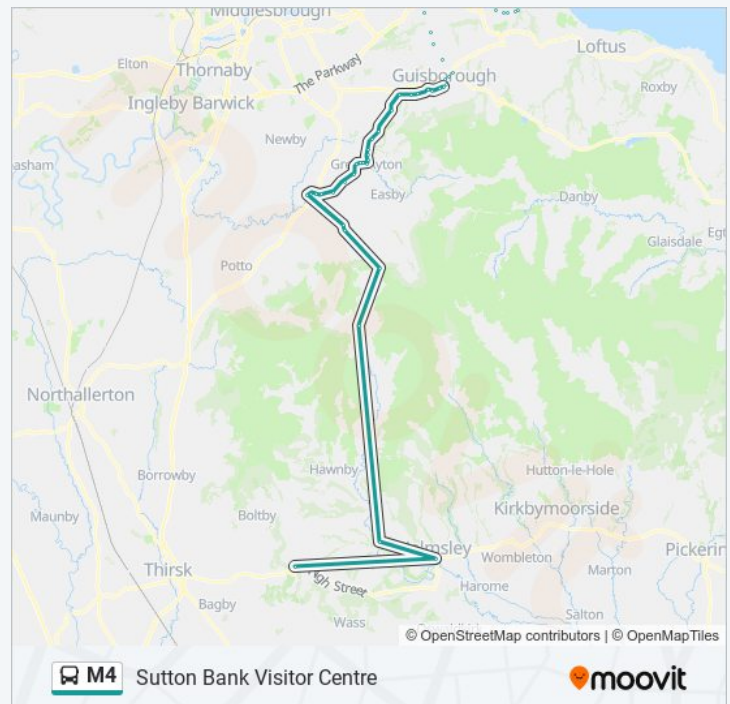 Middlesbrough
Loftus
Elton
Thornaby
The Parkway
Guisborough
Roxby
Ingleby Barwick
Newby
Easby
Danby
Glaisdale
Potto
Northallerton
Hawnby
Hutton-le-Hole
Borrowby
Kirkbymoorside
Maunby
Boltby
Wombleton
Thirsk
High Street
Marton
Harome
Bagby
Wass
Salton
© OpenStreetMap contributors | © OpenMapTiles
M4 Sutton Bank Visitor Centre
moovit